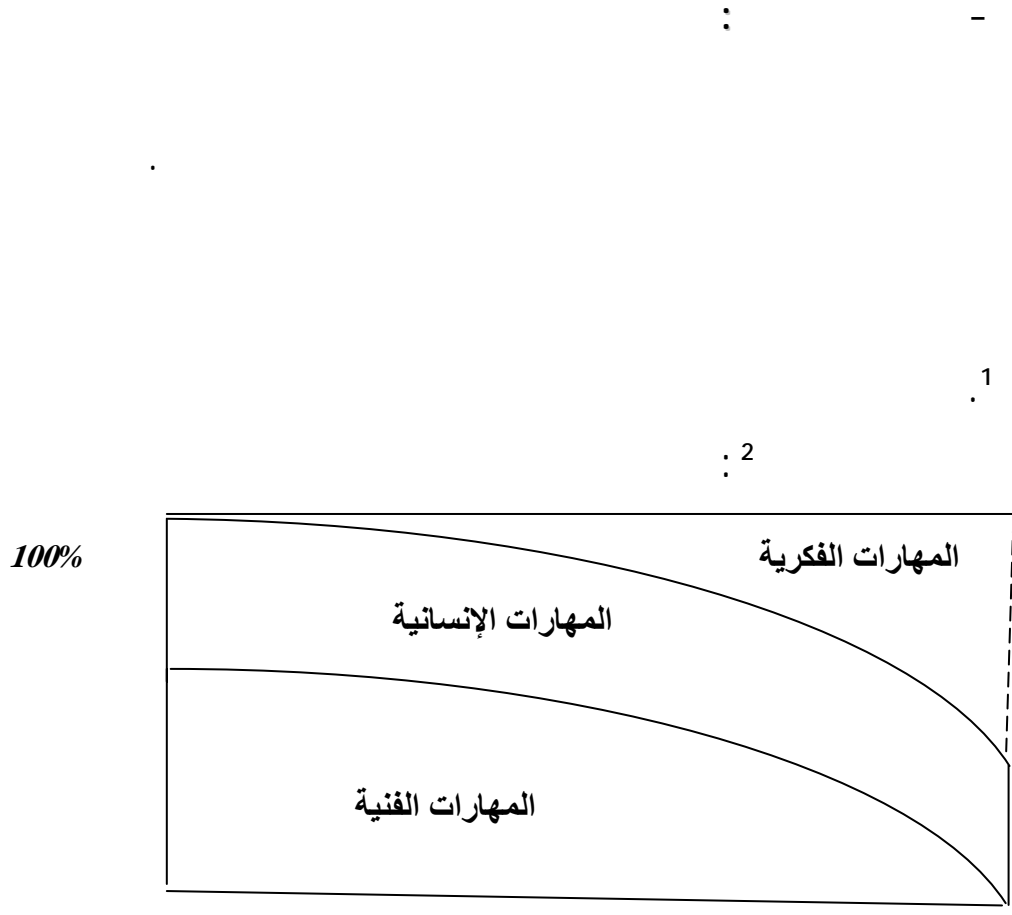 – :
.
1
.
2 :
100%
المهارات الفكرية
المهارات الإنسانية
المهارات الفنية